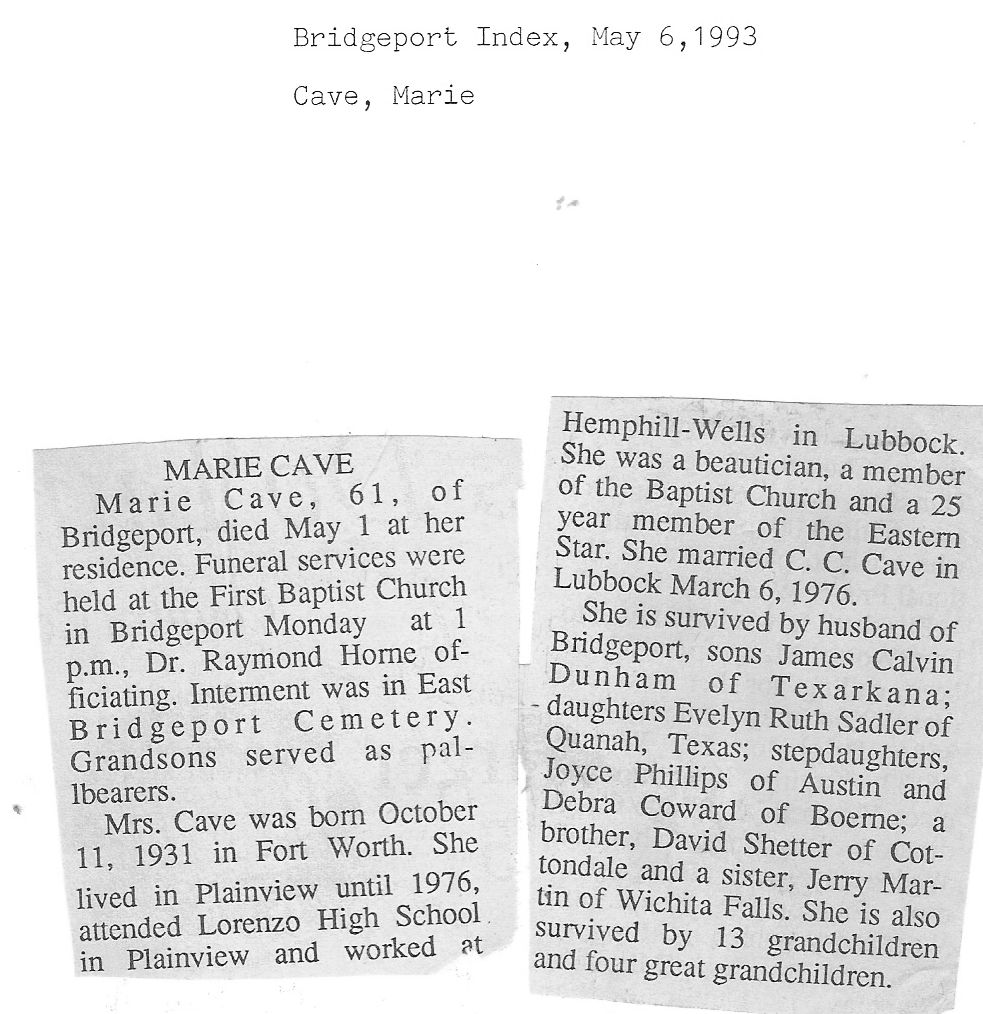 Bridgeport Index, May 6,1993
Cave, Marie
MARIE CAVE
Marie Cave, 61, of
Bridgeport, died May 1 at her
residence. Funeral services were
held at the First Baptist Church
in Bridgeport Monday at 1
p.m., Dr. Raymond Horne of-
ficiating. Interment was in East
Bridgeport Cemetery.
Grandsons served as pal-
lbearers.
Mrs. Cave was born October
11, 1931 in Fort Worth. She
lived in Plainview until 1976,
attended Lorenzo High School
in Plainview and worked at
Hemphill-Wells in Lubbock.
She was a beautician, a member
of the Baptist Church and a 25
year member of the Eastern
Star. She married C. C. Cave in
Lubbock March 6, 1976.
She is survived by husband of
Bridgeport, sons James Calvin
Dunham of Texarkana;
daughters Evelyn Ruth Sadler of
Quanah, Texas; stepdaughters,
Joyce Phillips of Austin and
Debra Coward of Boerne; a
brother, David Shetter of Cot-
tondale and a sister, Jerry Mar-
tin of Wichita Falls. She is also
survived by 13 grandchildren
and four great grandchildren.